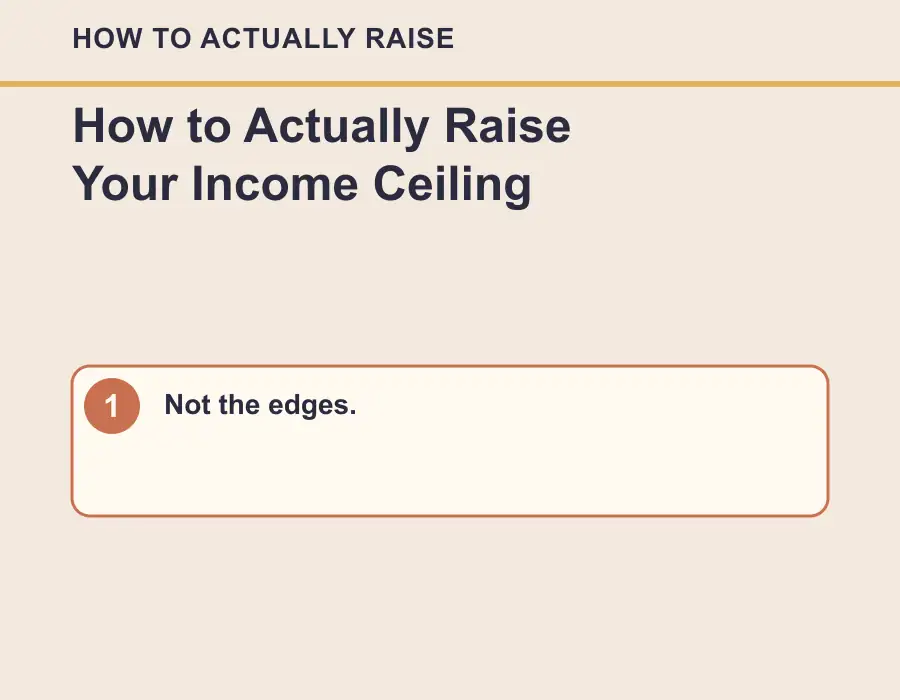 HOW TO ACTUALLY RAISE
How to Actually Raise
Your Income Ceiling
1 Not the edges.